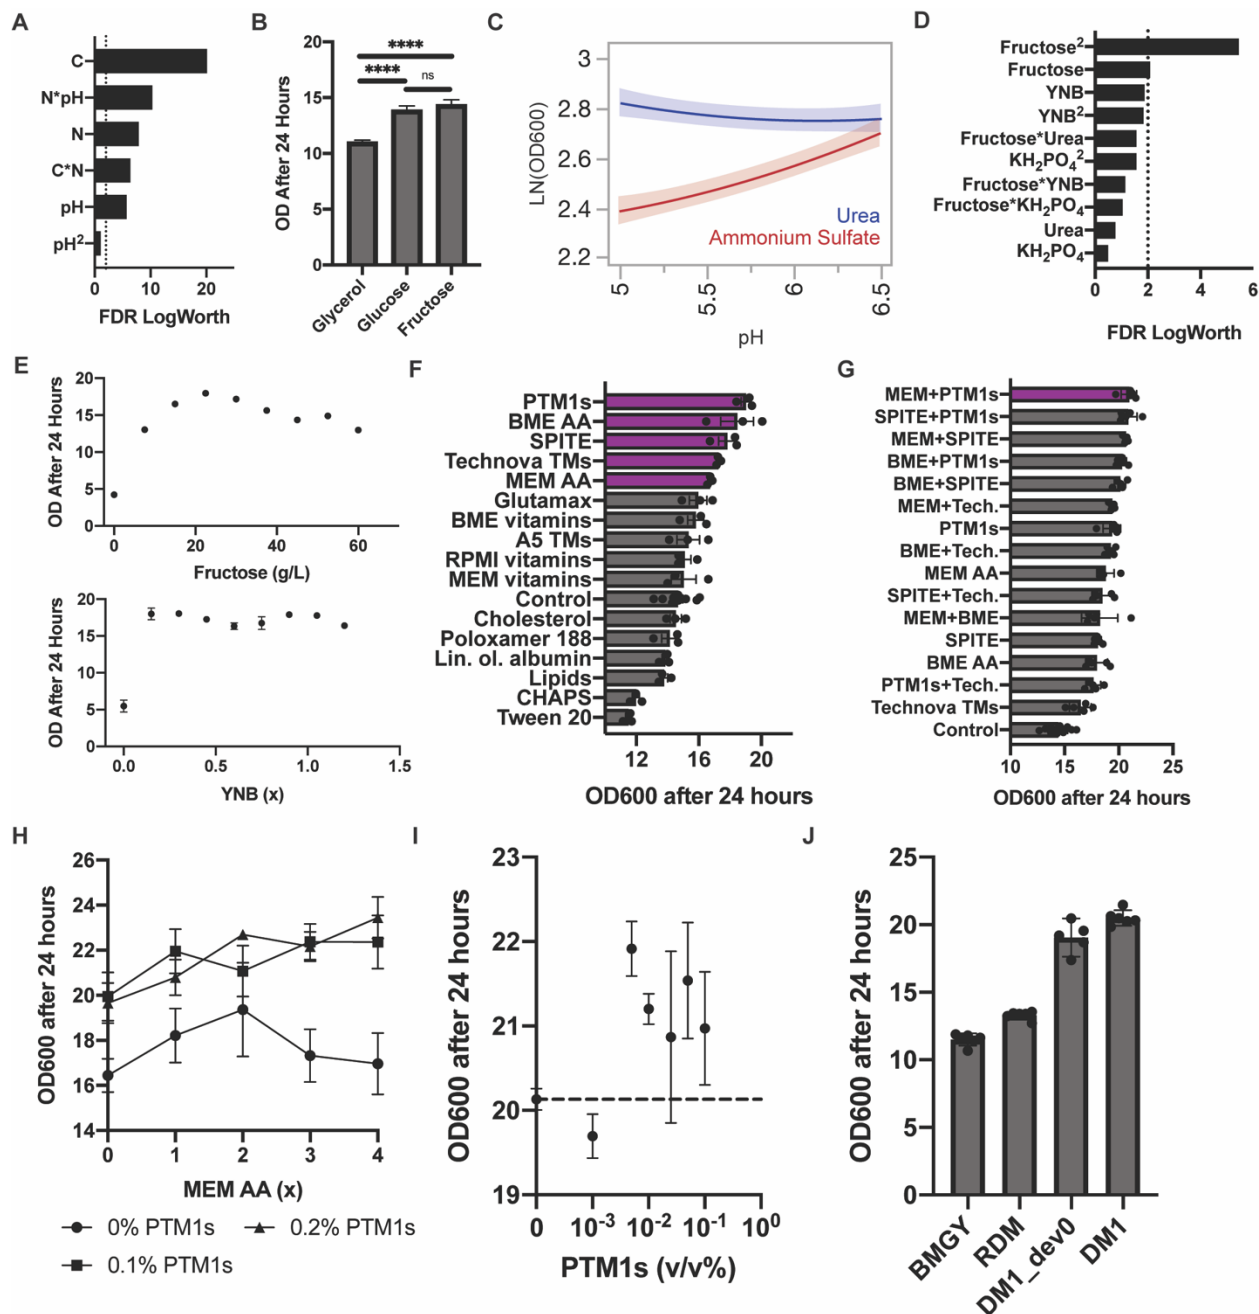 A
C
N*pH
N
C*N
pH
pH²
0 10 20
FDR LogWorth
B
OD After 24 Hours
20
15
10
5
0
****
****
ns
Glycerol
Glucose
Fructose
C
LN(OD600)
3
2.8
2.6
2.4
2.2
Urea
Ammonium Sulfate
5 5.5 6 6.5
pH
D
Fructose²
Fructose
YNB
YNB²
Fructose*Urea
KH₂PO₄²
Fructose*YNB
Fructose*KH₂PO₄
Urea
KH₂PO₄
0 2 4 6
FDR LogWorth
E
OD After 24 Hours
20
15
10
5
0
0 20 40 60
Fructose (g/L)
OD After 24 Hours
20
15
10
5
0
0.0 0.5 1.0 1.5
YNB (x)
F
PTM1s
BME AA
SPITE
Technova TMs
MEM AA
Glutamax
BME vitamins
A5 TMs
RPMI vitamins
MEM vitamins
Control
Cholesterol
Poloxamer 188
Lin. ol. albumin
Lipids
CHAPS
Tween 20
12 16 20
OD600 after 24 hours
G
MEM+PTM1s
SPITE+PTM1s
MEM+SPITE
BME+PTM1s
BME+SPITE
MEM+Tech.
PTM1s
BME+Tech.
MEM AA
SPITE+Tech.
MEM+BME
SPITE
BME AA
PTM1s+Tech.
Technova TMs
Control
10 15 20 25
OD600 after 24 hours
H
OD600 after 24 hours
26
24
22
20
18
16
14
0 1 2 3 4
MEM AA (x)
0% PTM1s
0.2% PTM1s
0.1% PTM1s
I
OD600 after 24 hours
23
22
21
20
19
0 10⁻³ 10⁻² 10⁻¹ 10⁰
PTM1s (v/v%)
J
OD600 after 24 hours
25
20
15
10
5
0
BMGY
RDM
DM1_dev0
DM1